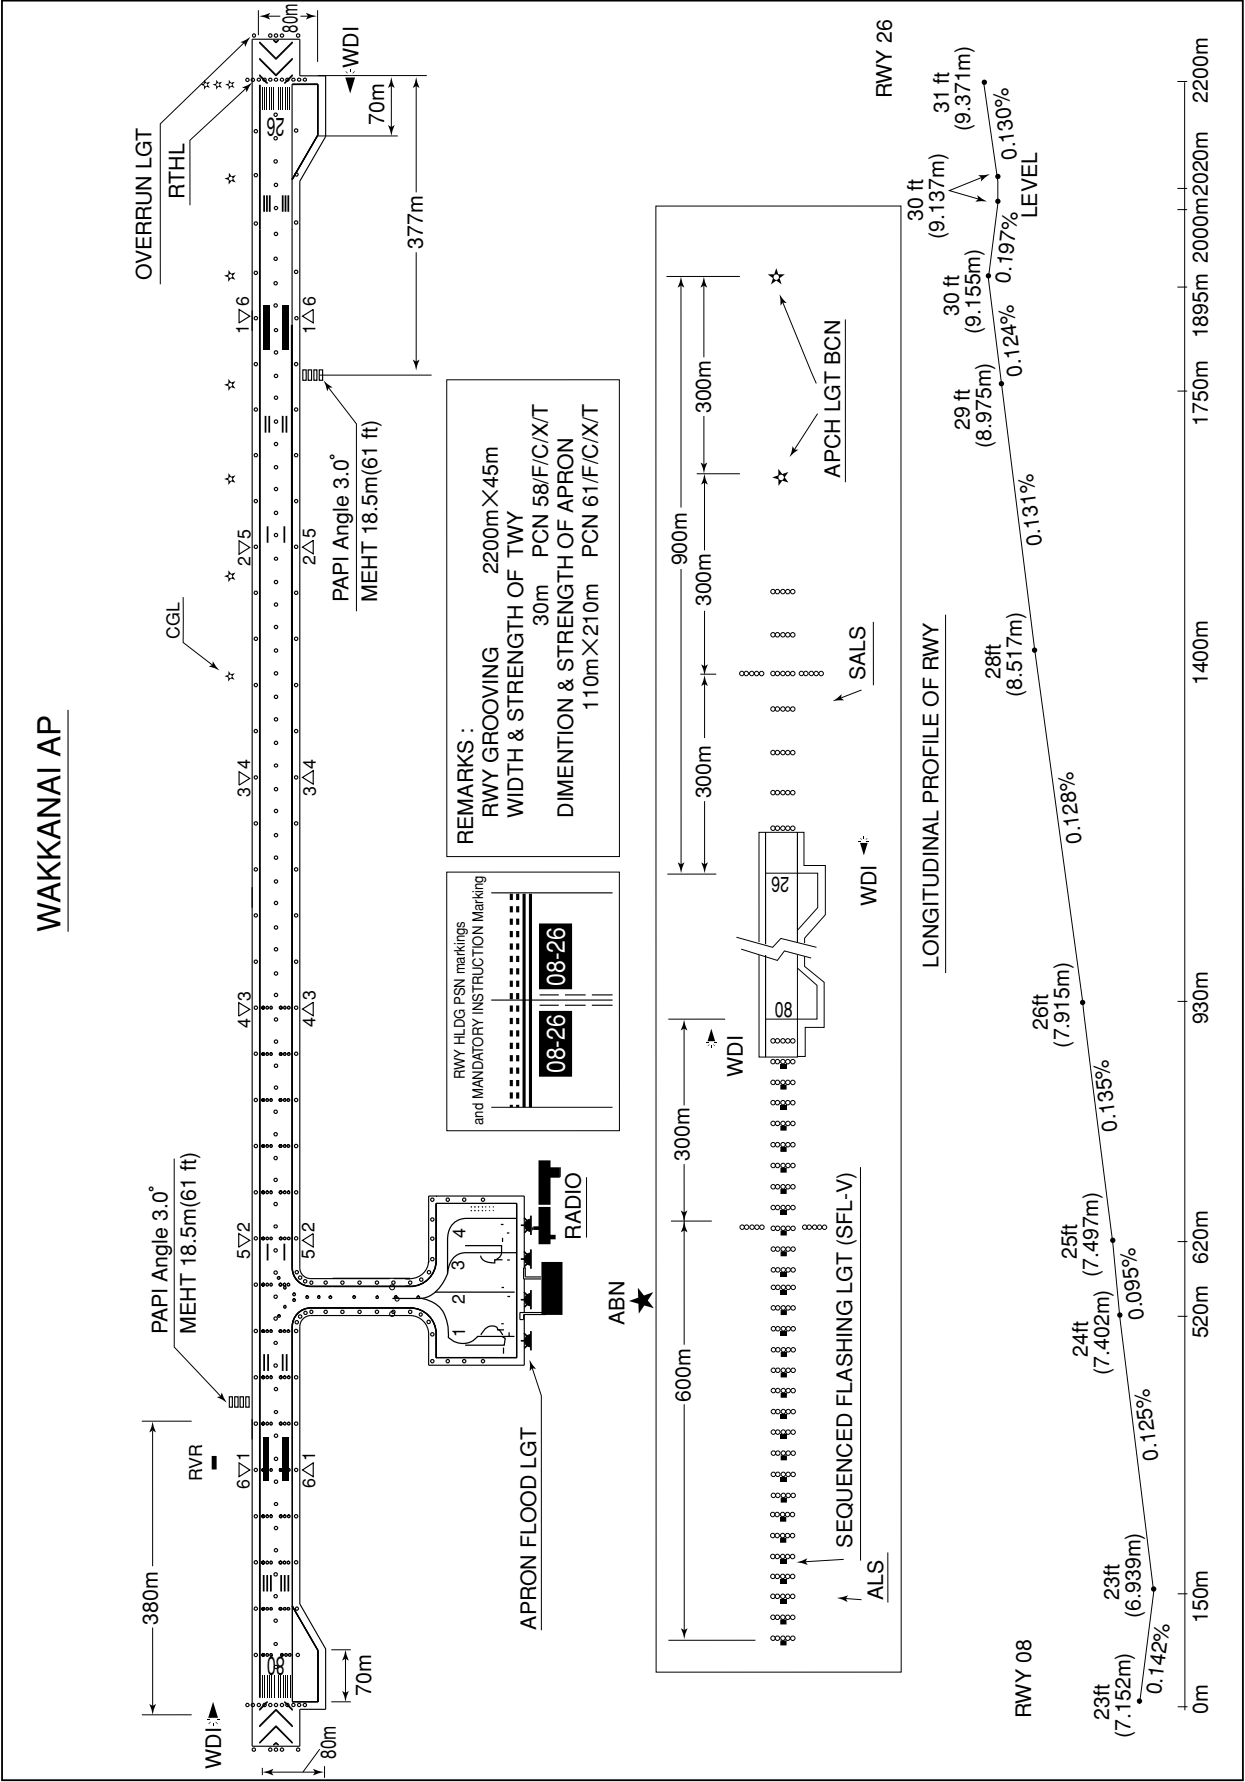 WAKKANAI AP
OVERRUN LGT
RTHL
CGL
80m
WDI
70m
377m
PAPI Angle 3.0°
MEHT 18.5m(61 ft)
PAPI Angle 3.0°
MEHT 18.5m(61 ft)
380m
RVR
WDI
80m
70m
08
26
6▽1
5▽2
4▽3
3▽4
2▽5
1▽6
6△1
5△2
4△3
3△4
2△5
1△6
1
2
3
4
APRON FLOOD LGT
ABN
RADIO
RWY HLDG PSN markings
and MANDATORY INSTRUCTION Marking
08-26
08-26
REMARKS :
RWY GROOVING 2200m×45m
WIDTH & STRENGTH OF TWY
30m PCN 58/F/C/X/T
DIMENTION & STRENGTH OF APRON
110m×210m PCN 61/F/C/X/T
900m
600m
300m
300m
300m
300m
08
26
WDI
WDI
ALS
SEQUENCED FLASHING LGT (SFL-V)
SALS
APCH LGT BCN
LONGITUDINAL PROFILE OF RWY
RWY 08
RWY 26
23ft
(7.152m)
23ft
(6.939m)
24ft
(7.402m)
25ft
(7.497m)
26ft
(7.915m)
28ft
(8.517m)
29 ft
(8.975m)
30 ft
(9.155m)
30 ft
(9.137m)
31 ft
(9.371m)
0.142%
0.125%
0.095%
0.135%
0.128%
0.131%
0.124%
0.197%
LEVEL
0.130%
0m
150m
520m
620m
930m
1400m
1750m
1895m
2000m
2020m
2200m